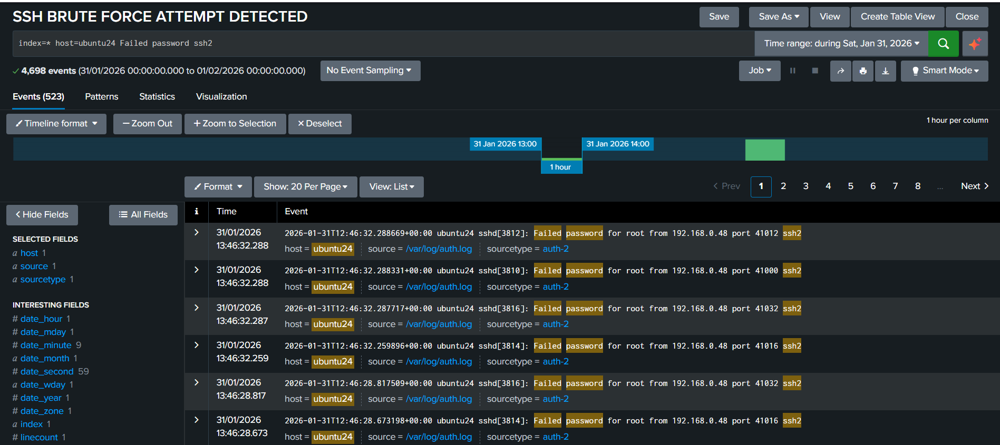 SSH BRUTE FORCE ATTEMPT DETECTED
Save
Save As
View
Create Table View
Close
index=* host=ubuntu24 Failed password ssh2
Time range: during Sat, Jan 31, 2026
4,698 events (31/01/2026 00:00:00.000 to 01/02/2026 00:00:00.000)
No Event Sampling
Job
Smart Mode
Events (523)
Patterns
Statistics
Visualization
Timeline format
Zoom Out
+ Zoom to Selection
Deselect
1 hour per column
31 Jan 2026 13:00
31 Jan 2026 14:00
1 hour
Format
Show: 20 Per Page
View: List
< Prev 1 2 3 4 5 6 7 8 ... Next >
< Hide Fields
All Fields
i Time Event
SELECTED FIELDS
a host 1
a source 1
a sourcetype 1
INTERESTING FIELDS
# date_hour 1
# date_mday 1
# date_minute 9
a date_month 1
# date_second 59
a date_wday 1
# date_year 1
# date_zone 1
a index 1
# linecount 1
31/01/2026
13:46:32.288
2026-01-31T12:46:32.288669+00:00 ubuntu24 sshd[3812]: Failed password for root from 192.168.0.48 port 41012 ssh2
host = ubuntu24 source = /var/log/auth.log sourcetype = auth-2
31/01/2026
13:46:32.288
2026-01-31T12:46:32.288331+00:00 ubuntu24 sshd[3810]: Failed password for root from 192.168.0.48 port 41000 ssh2
host = ubuntu24 source = /var/log/auth.log sourcetype = auth-2
31/01/2026
13:46:32.287
2026-01-31T12:46:32.287717+00:00 ubuntu24 sshd[3816]: Failed password for root from 192.168.0.48 port 41032 ssh2
host = ubuntu24 source = /var/log/auth.log sourcetype = auth-2
31/01/2026
13:46:32.259
2026-01-31T12:46:32.259896+00:00 ubuntu24 sshd[3814]: Failed password for root from 192.168.0.48 port 41016 ssh2
host = ubuntu24 source = /var/log/auth.log sourcetype = auth-2
31/01/2026
13:46:28.817
2026-01-31T12:46:28.817509+00:00 ubuntu24 sshd[3816]: Failed password for root from 192.168.0.48 port 41032 ssh2
host = ubuntu24 source = /var/log/auth.log sourcetype = auth-2
31/01/2026
13:46:28.673
2026-01-31T12:46:28.673198+00:00 ubuntu24 sshd[3814]: Failed password for root from 192.168.0.48 port 41016 ssh2
host = ubuntu24 source = /var/log/auth.log sourcetype = auth-2